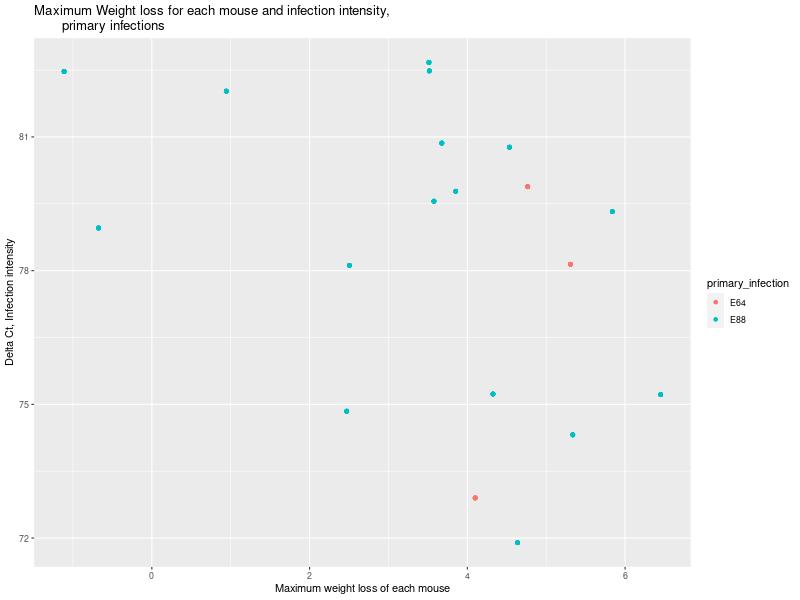 Maximum Weight loss for each mouse and infection intensity,
primary infections
81
78
75
72
Delta Ct, Infection intensity
0 2 4 6
Maximum weight loss of each mouse
primary_infection
E64
E88